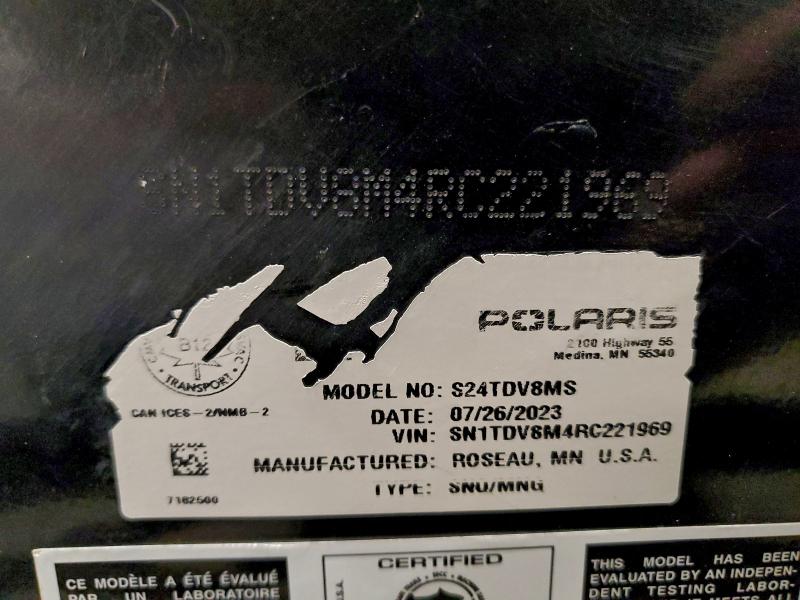 SN1TDV8M4RC221969
POLARIS
2100 Highway 55
Medina, MN 55340
B12
TRANSPORT
MODEL NO: S24TDV8MS
CAN ICES-2/NMB-2
DATE: 07/26/2023
VIN: SN1TDV8M4RC221969
MANUFACTURED: ROSEAU, MN U.S.A.
7182500
TYPE: SNO/MNG
CE MODÈLE A ÉTÉ ÉVALUÉ
PAR UN LABORATOIRE
CERTIFIED
THIS MODEL HAS BEEN
EVALUATED BY AN INDEPEN-
DENT TESTING LABOR-